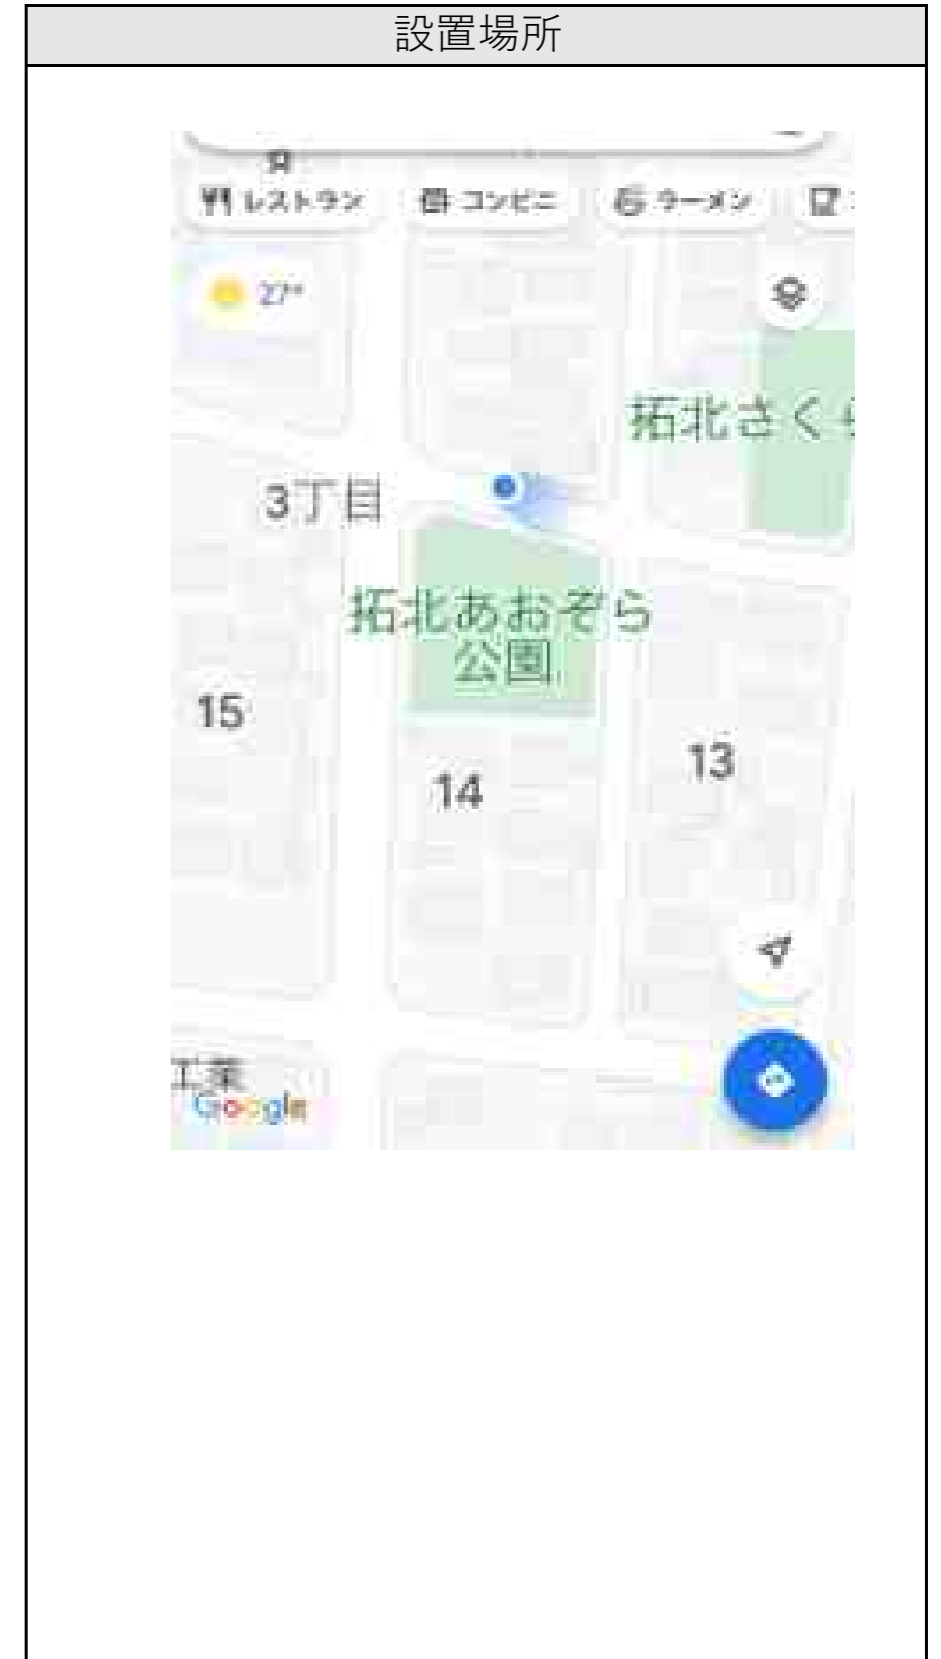 設置場所
レストラン
コンビニ
ラーメン
27°
拓北さくら
3丁目
拓北あおぞら
公園
15
13
14
工業
Google